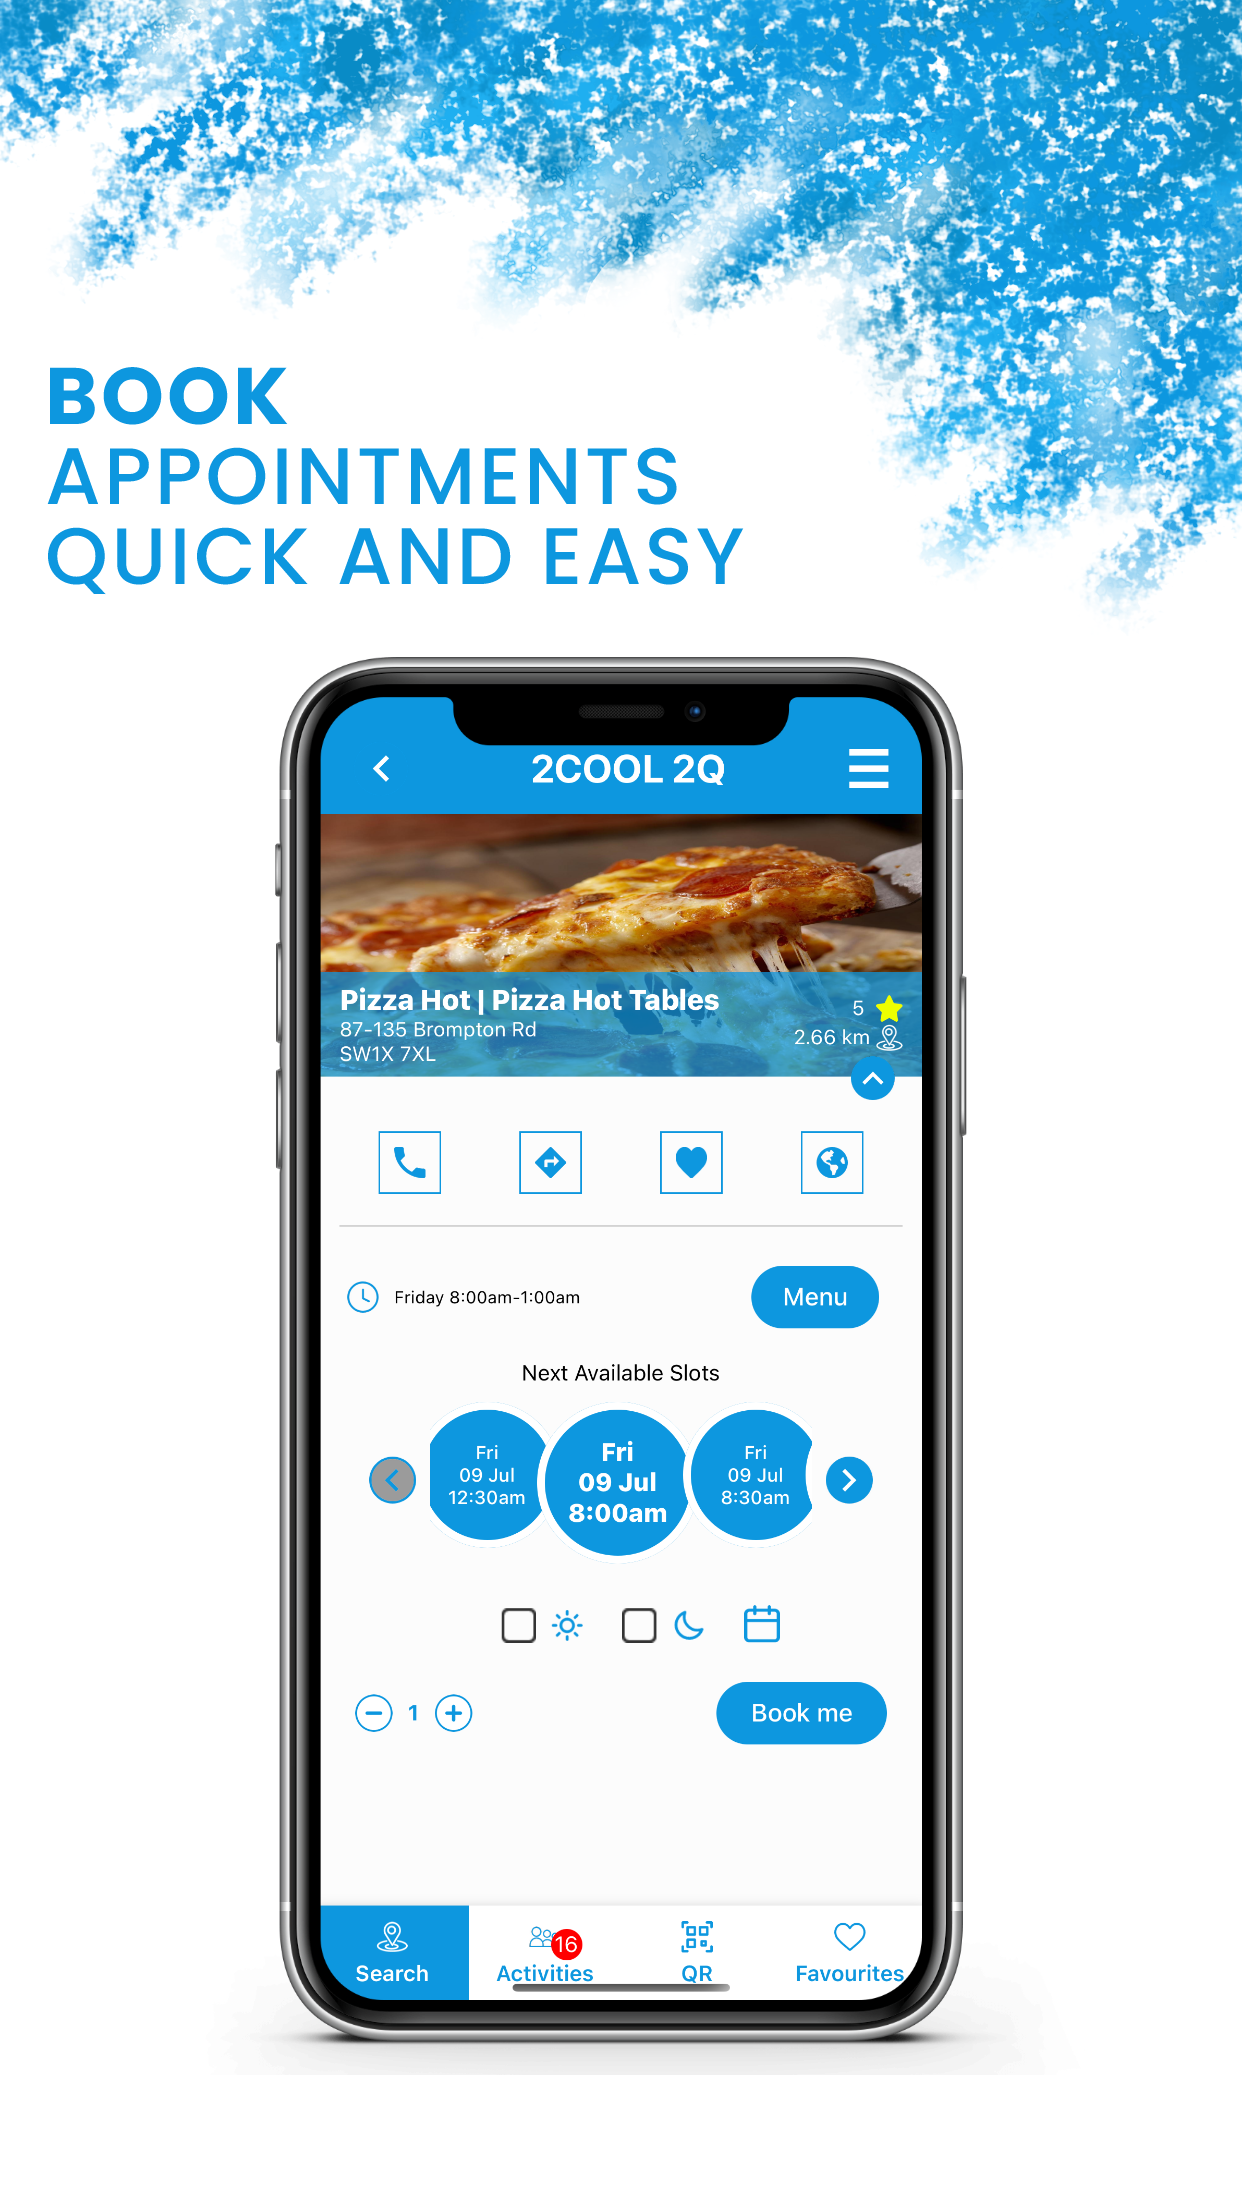 BOOK
APPOINTMENTS
QUICK AND EASY
2COOL 2Q
Pizza Hot | Pizza Hot Tables
87-135 Brompton Rd
SW1X 7XL
5
2.66 km
Friday 8:00am-1:00am
Menu
Next Available Slots
Fri
09 Jul
12:30am
Fri
09 Jul
8:00am
Fri
09 Jul
8:30am
1
Book me
Search
16
Activities
QR
Favourites